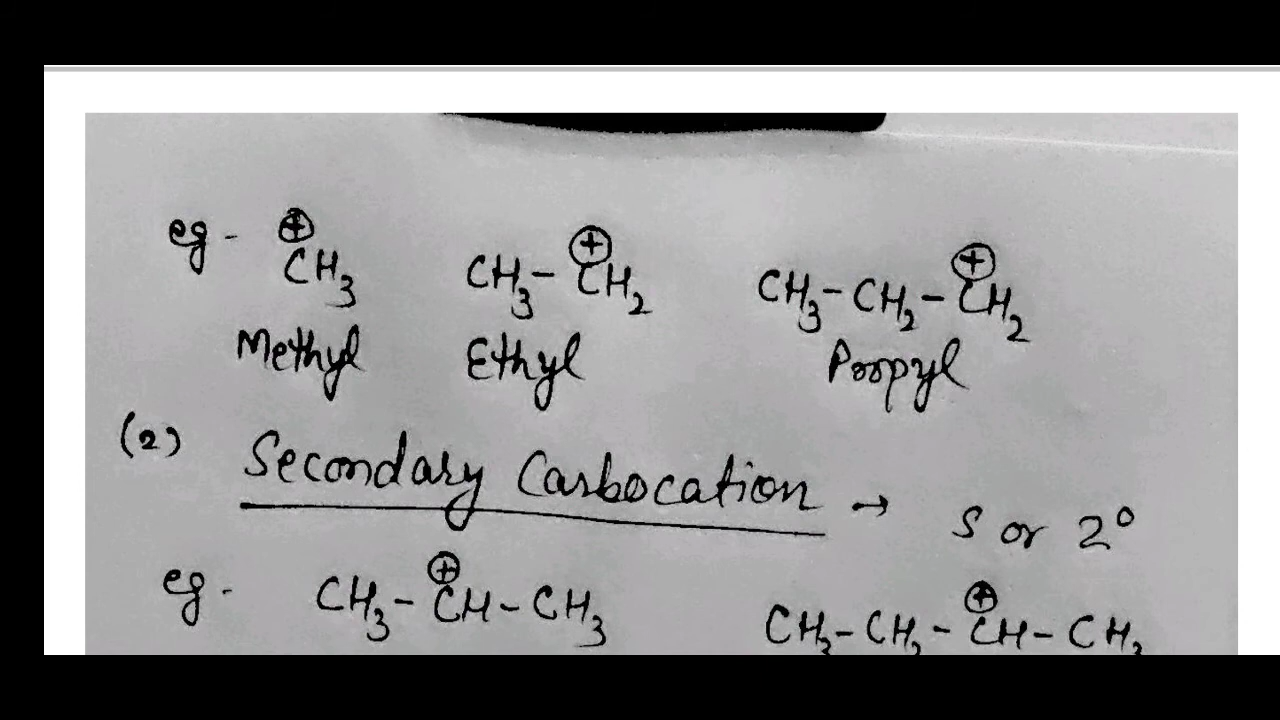 eg - ⊕CH₃ CH₃-⊕CH₂ CH₃-CH₂-⊕CH₂
Methyl Ethyl Propyl
(2) Secondary Carbocation → S or 2°
eg. CH₃-⊕CH-CH₃ CH₃-CH₂-⊕CH-CH₃